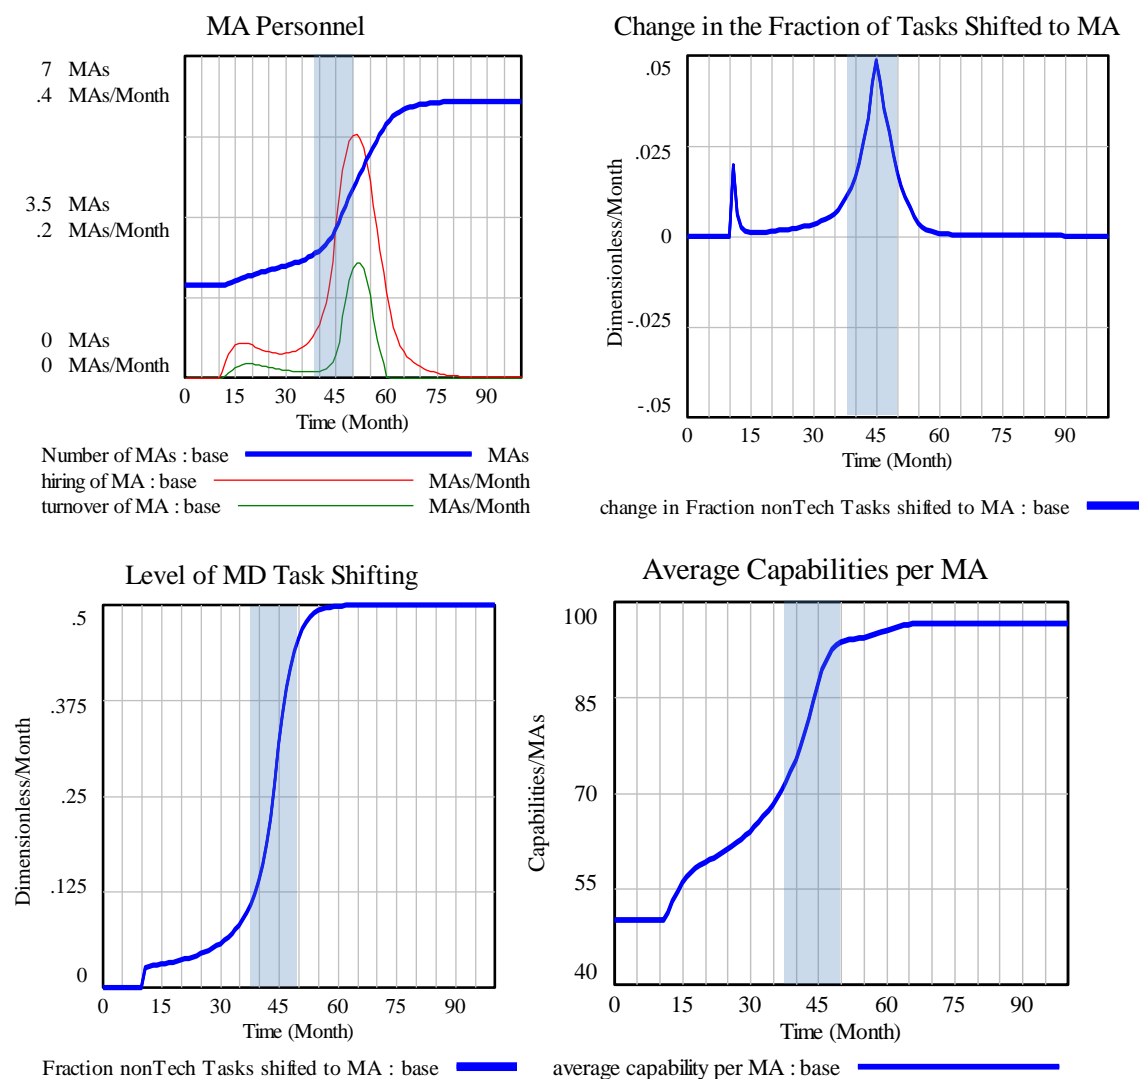 MA Personnel
7 MAs
.4 MAs/Month
3.5 MAs
.2 MAs/Month
0 MAs
0 MAs/Month
0 15 30 45 60 75 90
Time (Month)
Number of MAs : base MAs
hiring of MA : base MAs/Month
turnover of MA : base MAs/Month
Change in the Fraction of Tasks Shifted to MA
.05
.025
0
-.025
-.05
Dimensionless/Month
0 15 30 45 60 75 90
Time (Month)
change in Fraction nonTech Tasks shifted to MA : base
Level of MD Task Shifting
.5
.375
.25
.125
0
Dimensionless/Month
0 15 30 45 60 75 90
Time (Month)
Fraction nonTech Tasks shifted to MA : base
Average Capabilities per MA
100
85
70
55
40
Capabilities/MAs
0 15 30 45 60 75 90
Time (Month)
average capability per MA : base